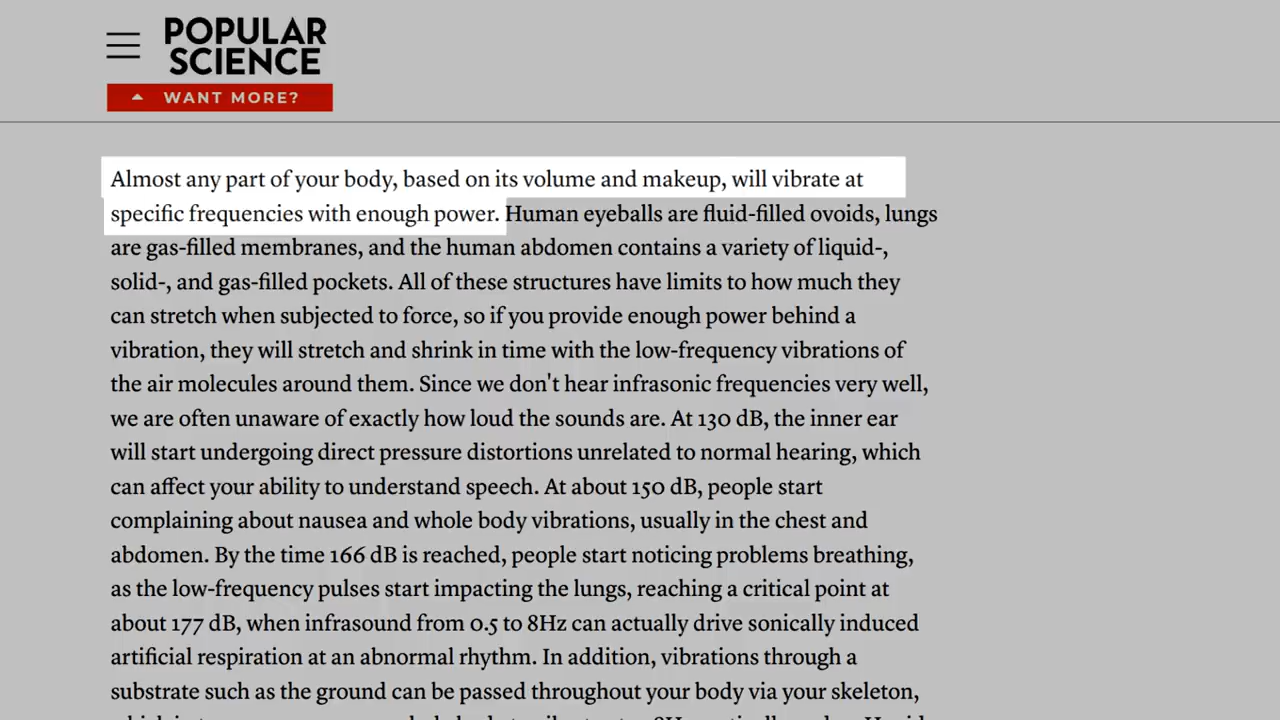 POPULAR
SCIENCE
WANT MORE?
Almost any part of your body, based on its volume and makeup, will vibrate at
specific frequencies with enough power. Human eyeballs are fluid-filled ovoids, lungs
are gas-filled membranes, and the human abdomen contains a variety of liquid-,
solid-, and gas-filled pockets. All of these structures have limits to how much they
can stretch when subjected to force, so if you provide enough power behind a
vibration, they will stretch and shrink in time with the low-frequency vibrations of
the air molecules around them. Since we don't hear infrasonic frequencies very well,
we are often unaware of exactly how loud the sounds are. At 130 dB, the inner ear
will start undergoing direct pressure distortions unrelated to normal hearing, which
can affect your ability to understand speech. At about 150 dB, people start
complaining about nausea and whole body vibrations, usually in the chest and
abdomen. By the time 166 dB is reached, people start noticing problems breathing,
as the low-frequency pulses start impacting the lungs, reaching a critical point at
about 177 dB, when infrasound from 0.5 to 8Hz can actually drive sonically induced
artificial respiration at an abnormal rhythm. In addition, vibrations through a
substrate such as the ground can be passed throughout your body via your skeleton,